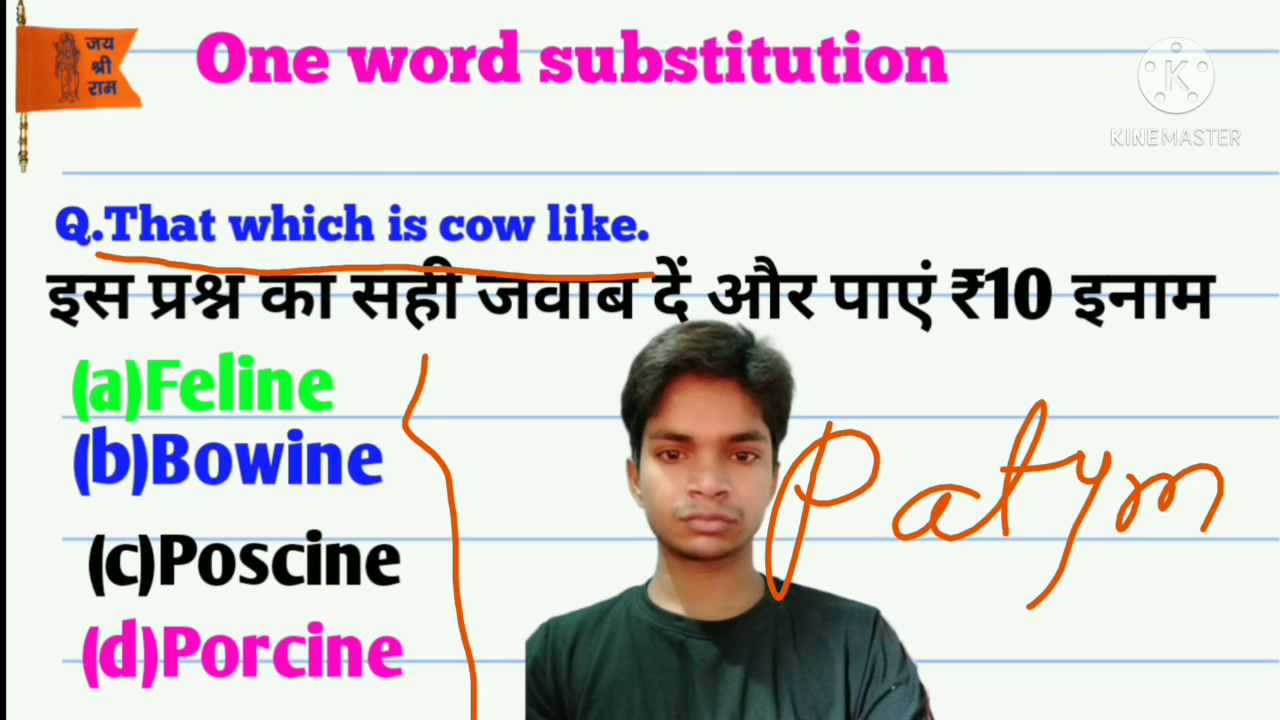 जय
श्री
राम
One word substitution
K
KINEMASTER
Q.That which is cow like.
इस प्रश्न का सही जवाब दें और पाएं ₹10 इनाम
(a)Feline
(b)Bowine
(c)Poscine
(d)Porcine
Patym